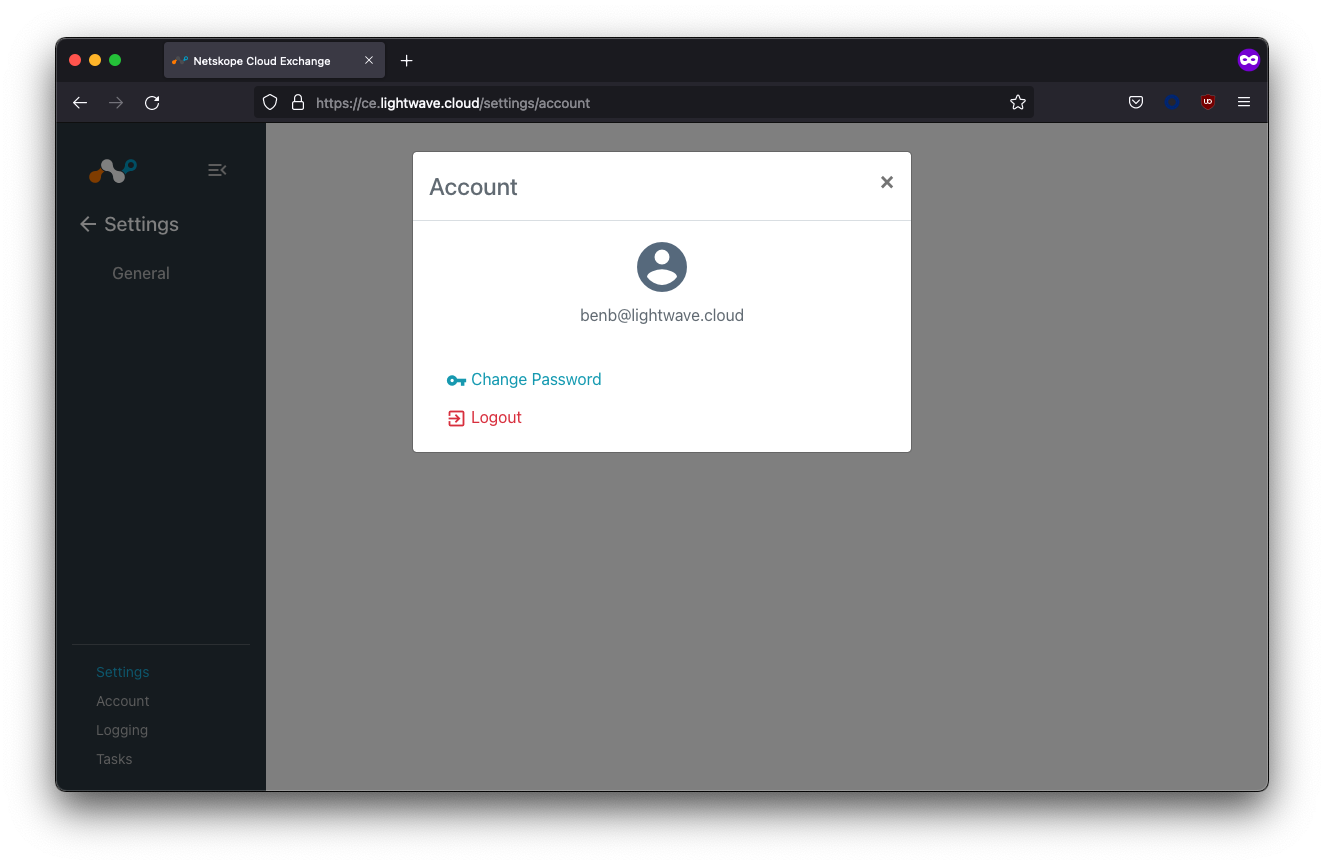 Netskope Cloud Exchange
https://ce.lightwave.cloud/settings/account
Settings
General
Account
benb@lightwave.cloud
Change Password
Logout
Settings
Account
Logging
Tasks